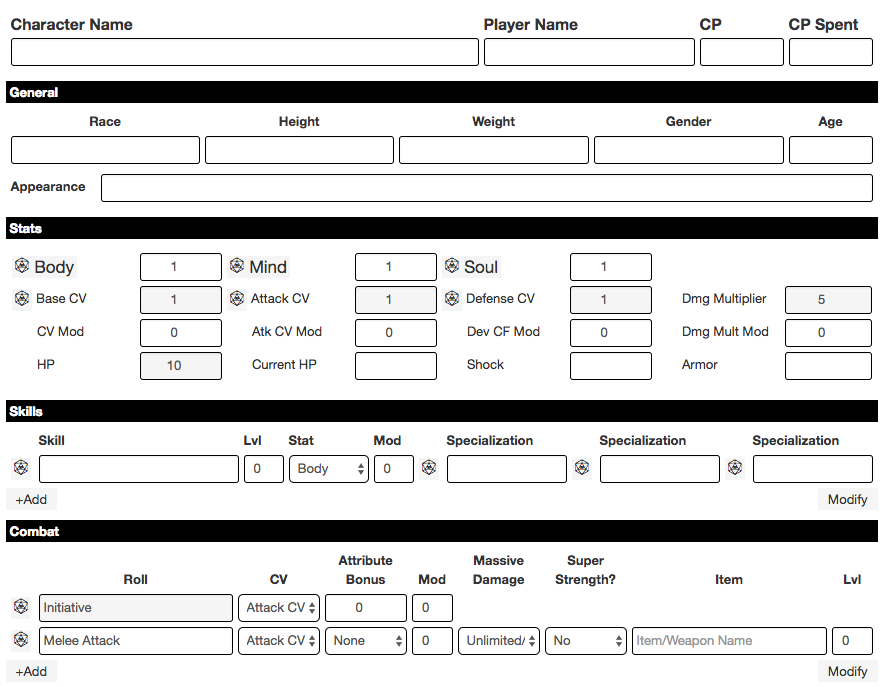 Character Name Player Name CP CP Spent
General
Race Height Weight Gender Age
Appearance
Stats
Body 1 Mind 1 Soul 1
Base CV 1 Attack CV 1 Defense CV 1 Dmg Multiplier 5
CV Mod 0 Atk CV Mod 0 Dev CF Mod 0 Dmg Mult Mod 0
HP 10 Current HP Shock Armor
Skills
Skill Lvl Stat Mod Specialization Specialization Specialization
0 Body 0
+Add Modify
Combat
Attribute Massive Super
Roll CV Bonus Mod Damage Strength? Item Lvl
Initiative Attack CV 0 0
Melee Attack Attack CV None 0 Unlimited/ No Item/Weapon Name 0
+Add Modify